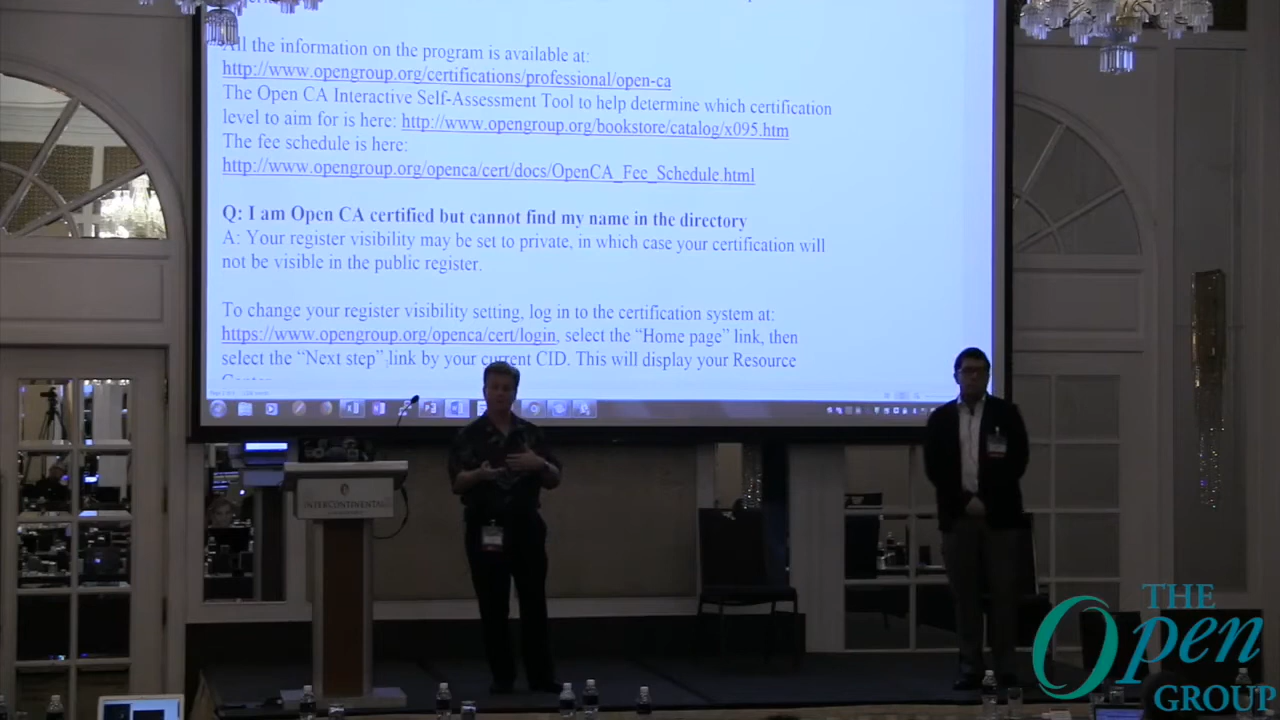 All the information on the program is available at:
http://www.opengroup.org/certifications/professional/open-ca
The Open CA Interactive Self-Assessment Tool to help determine which certification
level to aim for is here: http://www.opengroup.org/bookstore/catalog/x095.htm
The fee schedule is here:
http://www.opengroup.org/openca/cert/docs/OpenCA_Fee_Schedule.html
Q: I am Open CA certified but cannot find my name in the directory
A: Your register visibility may be set to private, in which case your certification will
not be visible in the public register.
To change your register visibility setting, log in to the certification system at:
https://www.opengroup.org/openca/cert/login, select the “Home page” link, then
select the “Next step” link by your current CID. This will display your Resource
INTERCONTINENTAL
THE
Open
GROUP